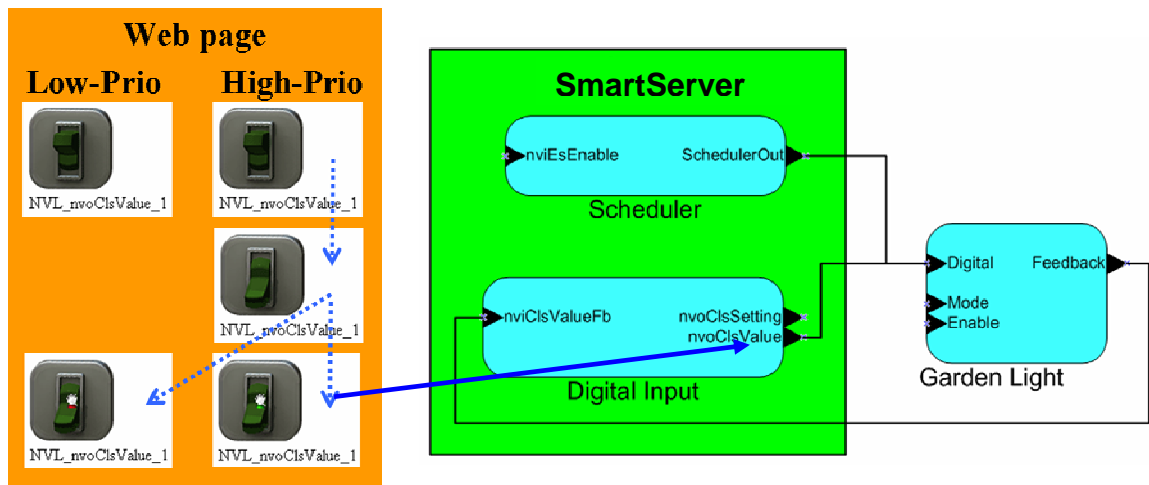 Web page
Low-Prio High-Prio
NVL_nvoClsValue_1 NVL_nvoClsValue_1
NVL_nvoClsValue_1
NVL_nvoClsValue_1 NVL_nvoClsValue_1
SmartServer
nviEsEnable SchedulerOut
Scheduler
nviClsValueFb nvoClsSetting
nvoClsValue
Digital Input
Digital Feedback
Mode
Enable
Garden Light